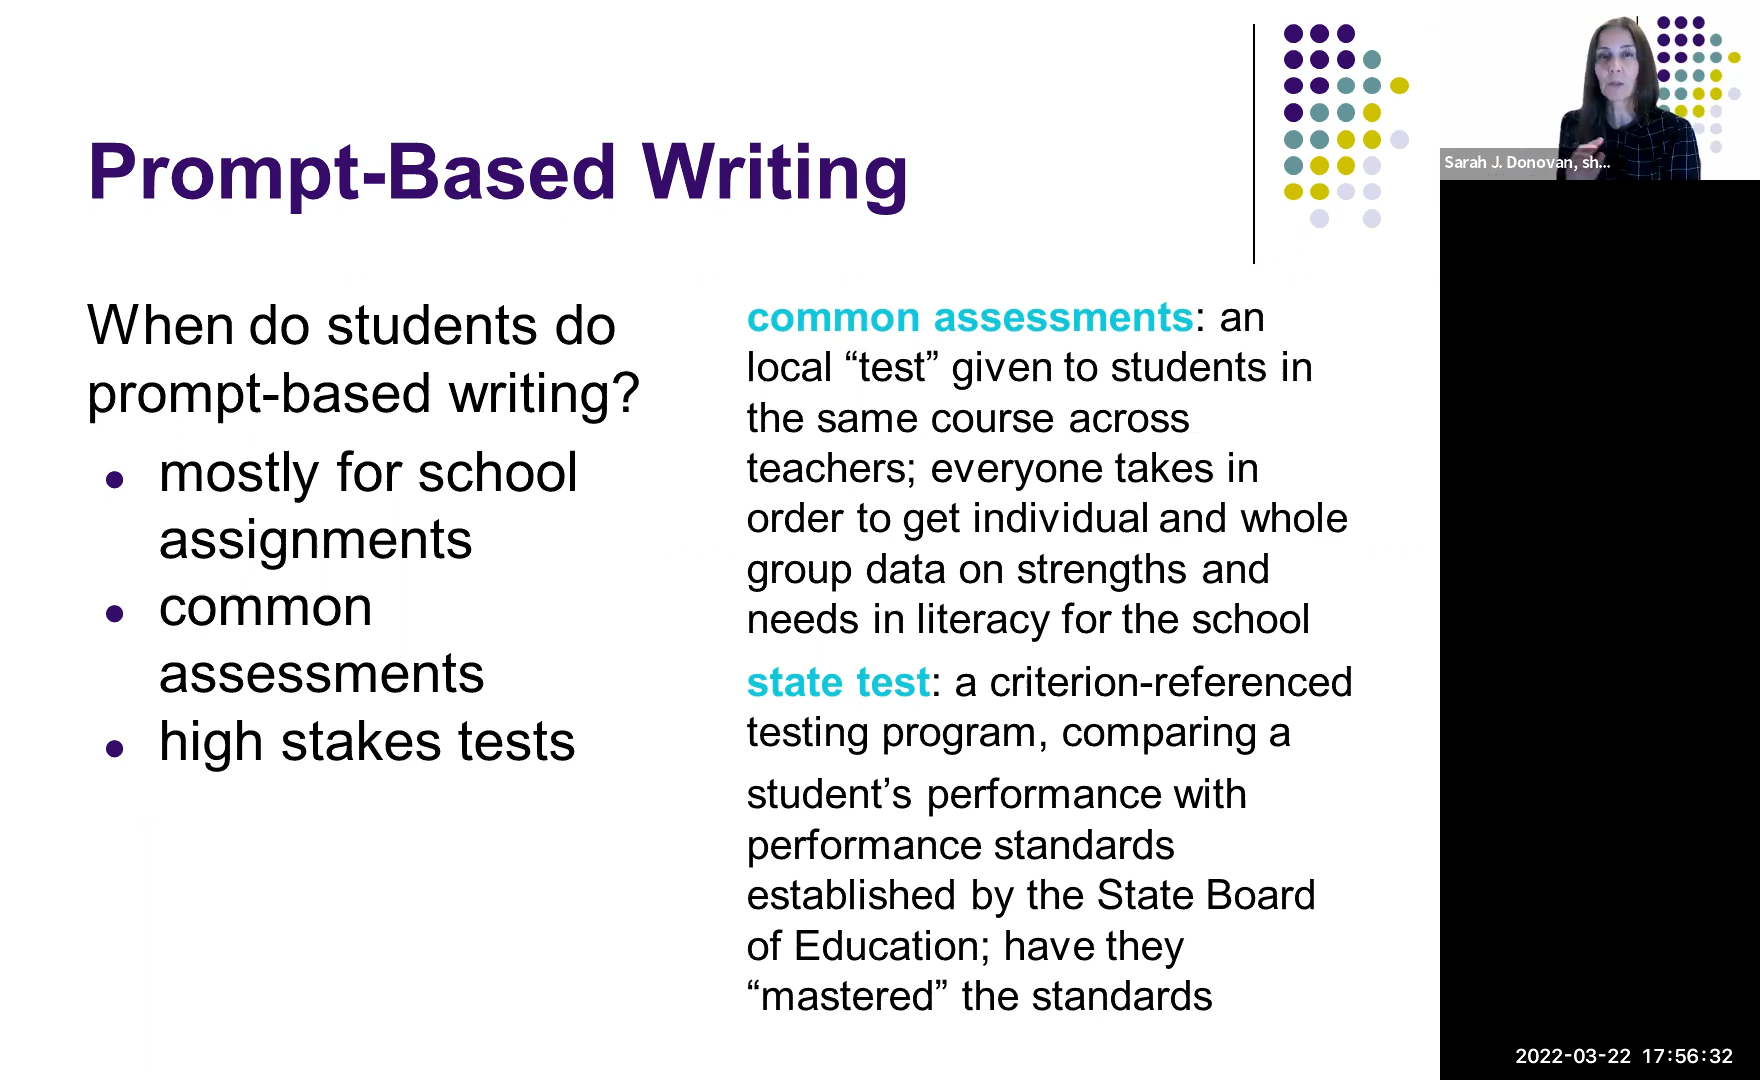 Prompt-Based Writing
When do students do
prompt-based writing?
• mostly for school
assignments
• common
assessments
• high stakes tests
common assessments: an
local “test” given to students in
the same course across
teachers; everyone takes in
order to get individual and whole
group data on strengths and
needs in literacy for the school
state test: a criterion-referenced
testing program, comparing a
student’s performance with
performance standards
established by the State Board
of Education; have they
“mastered” the standards
Sarah J. Donovan, sh...
2022-03-22 17:56:32